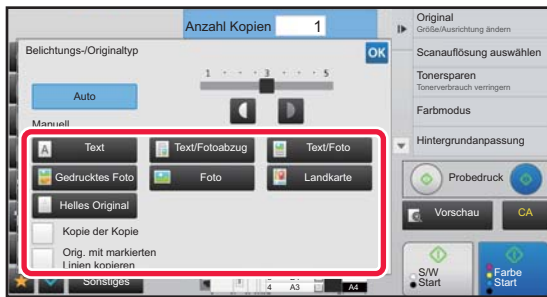 Anzahl Kopien 1
Original
Größe/Ausrichtung ändern
Belichtungs-/Originaltyp
OK
Scanauflösung auswählen
1 3 5
Tonersparen
Tonerverbrauch verringern
Auto
Farbmodus
Manuell
Hintergrundanpassung
A Text
Text/Fotoabzug
Text/Foto
Gedrucktes Foto
Foto
Landkarte
Probedruck
Helles Original
Vorschau
CA
Kopie der Kopie
Orig. mit markierten
Linien kopieren
S/W
Start
Farbe
Start
Sonstiges
4 A3
A4